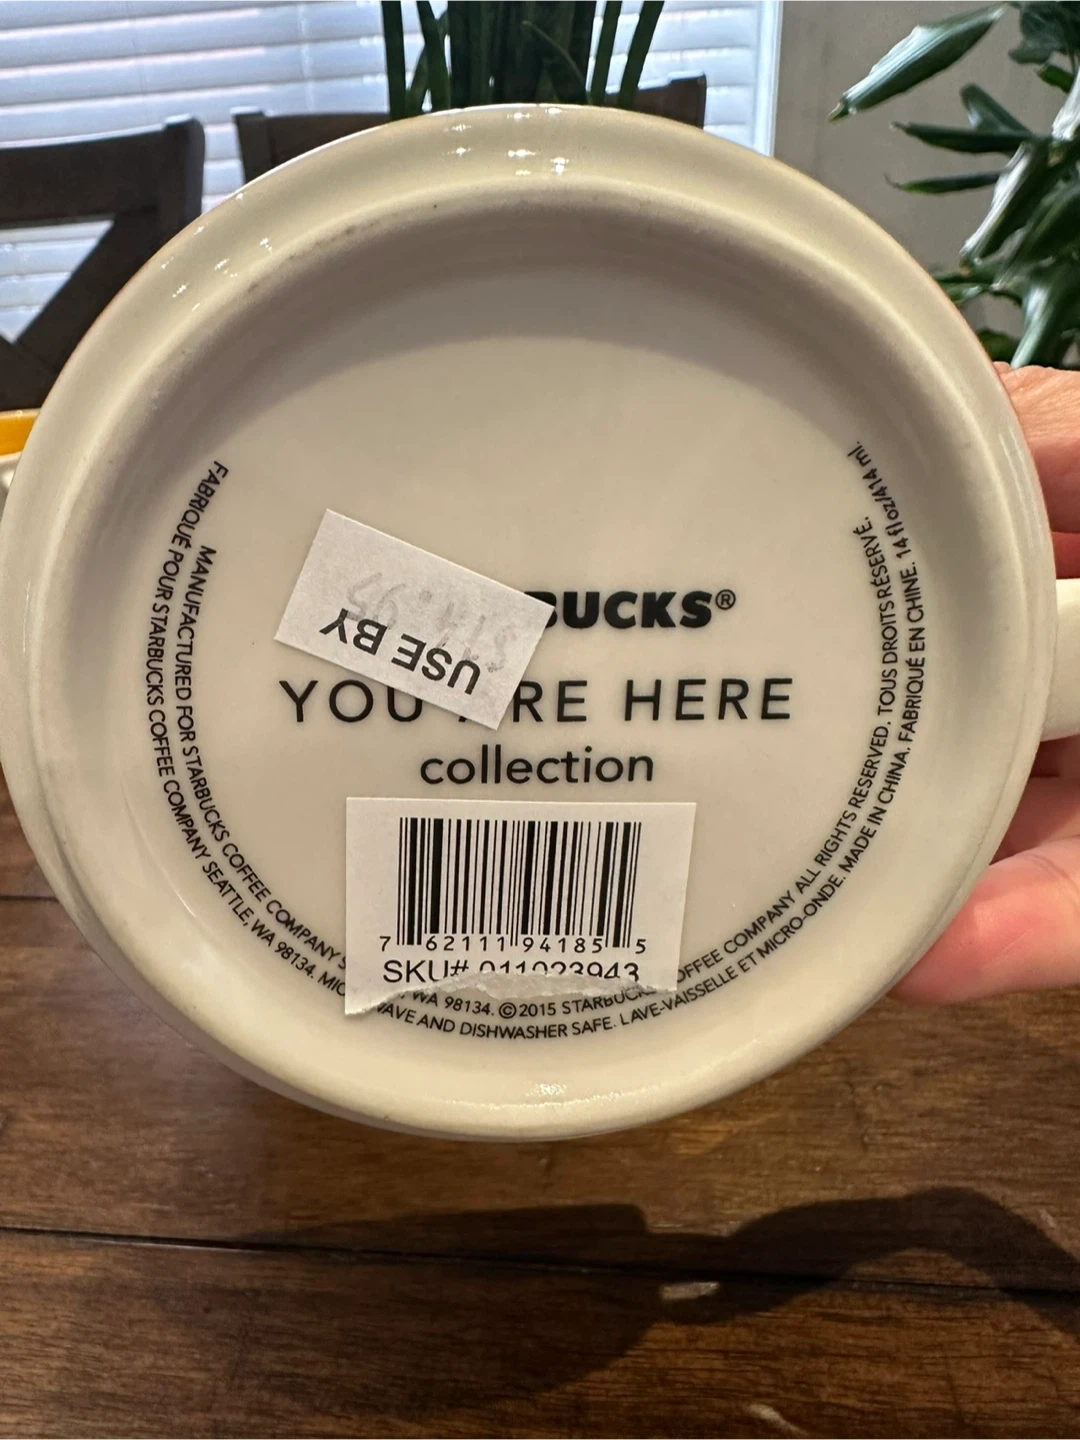 BUCKS®
YOU RE HERE
collection
$14.95
USE BY
7 62111 94185 5
SKU# 011023943
MANUFACTURED FOR STARBUCKS COFFEE COMPANY S , WA 98134. ©2015 STARBUCKS OFFEE COMPANY ALL RIGHTS RESERVED. TOUS DROITS RÉSERVÉ.
FABRIQUÉ POUR STARBUCKS COFFEE COMPANY SEATTLE, WA 98134. MIC WAVE AND DISHWASHER SAFE. LAVE-VAISSELLE ET MICRO-ONDE. MADE IN CHINA. FABRIQUÉ EN CHINE. 14 fl oz/414 ml.